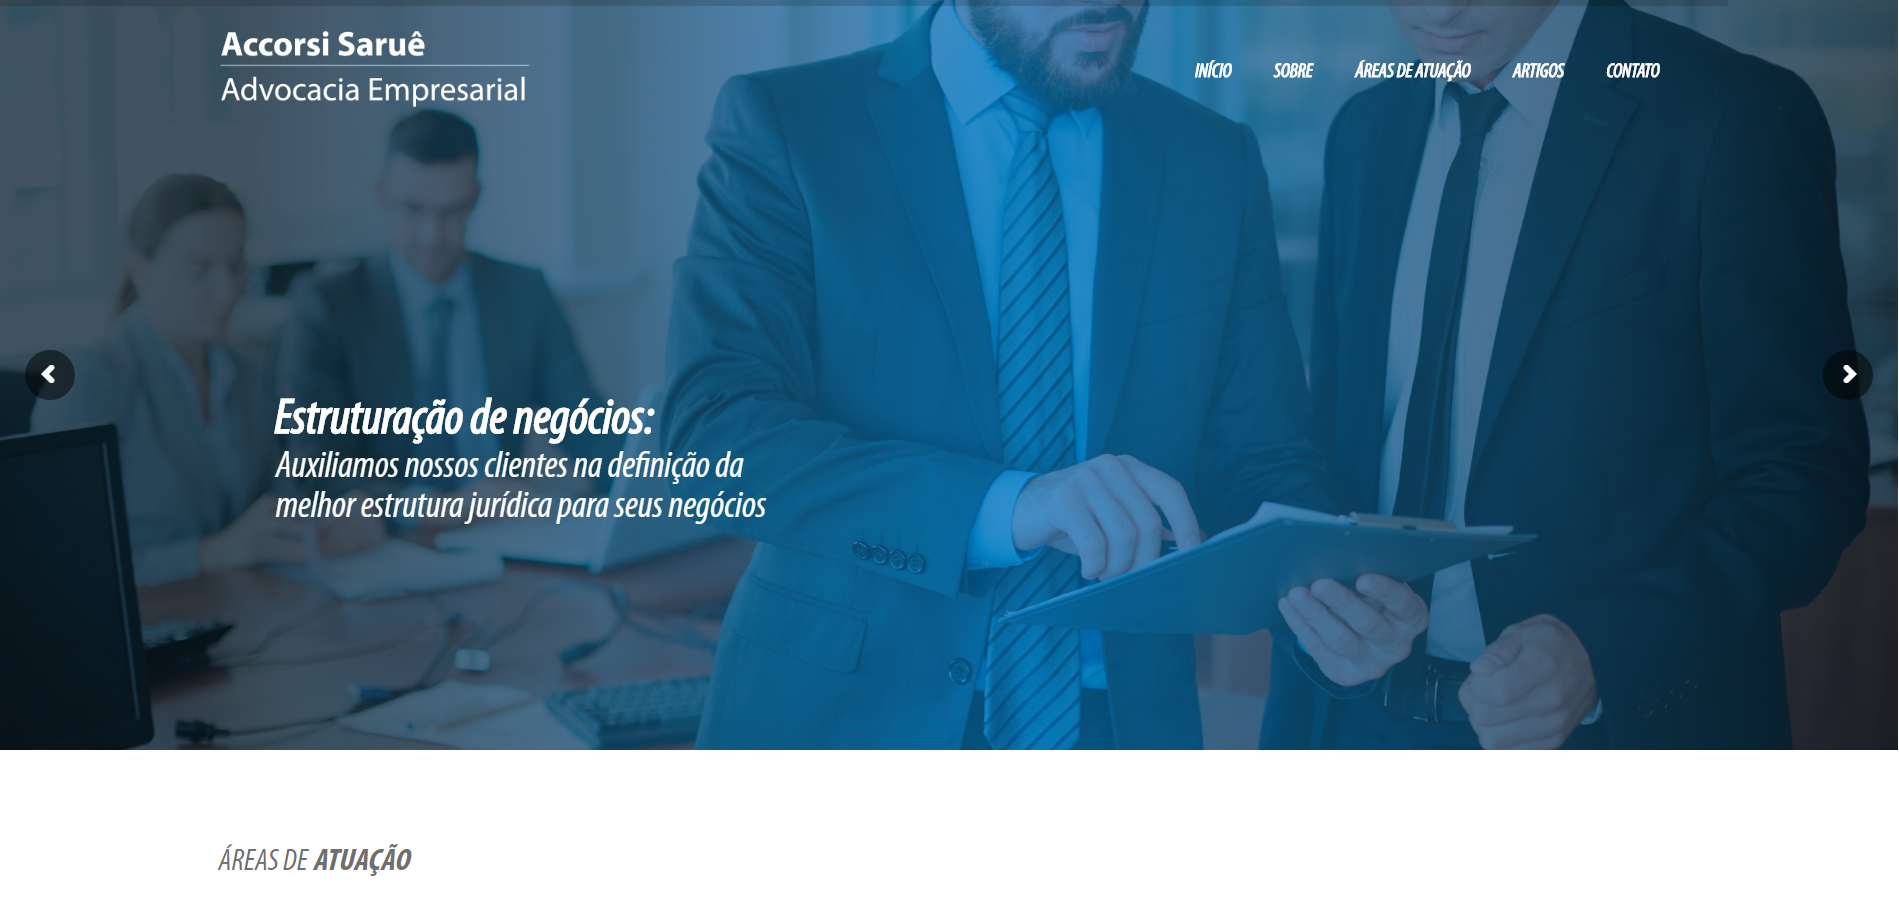 Accorsi Saruê
Advocacia Empresarial
INÍCIO SOBRE ÁREAS DE ATUAÇÃO ARTIGOS CONTATO
Estruturação de negócios:
Auxiliamos nossos clientes na definição da
melhor estrutura jurídica para seus negócios
ÁREAS DE ATUAÇÃO